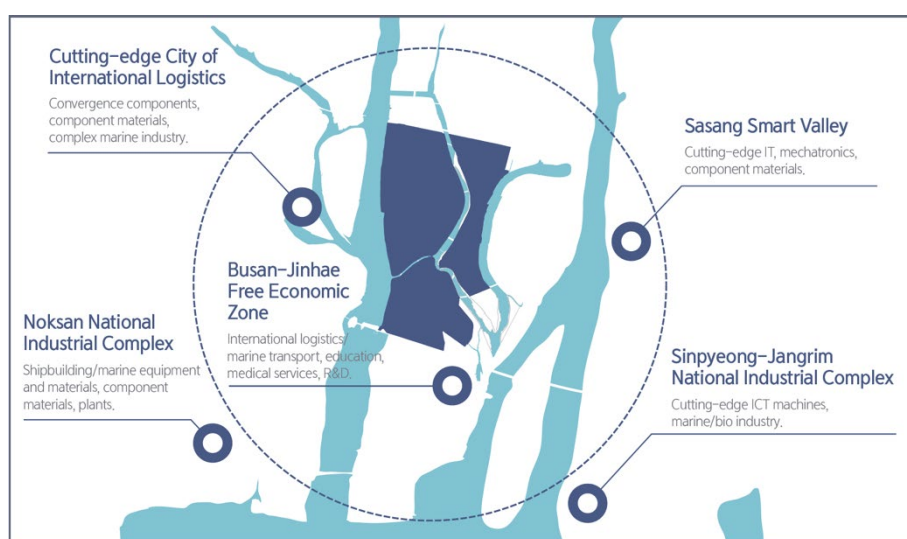 Cutting-edge City of
International Logistics
Convergence components,
component materials,
complex marine industry.
Sasang Smart Valley
Cutting-edge IT, mechatronics,
component materials.
Busan-Jinhae
Free Economic
Zone
International logistics/
marine transport, education,
medical services, R&D.
Noksan National
Industrial Complex
Shipbuilding/marine equipment
and materials, component
materials, plants.
Sinpyeong-Jangrim
National Industrial Complex
Cutting-edge ICT machines,
marine/bio industry.